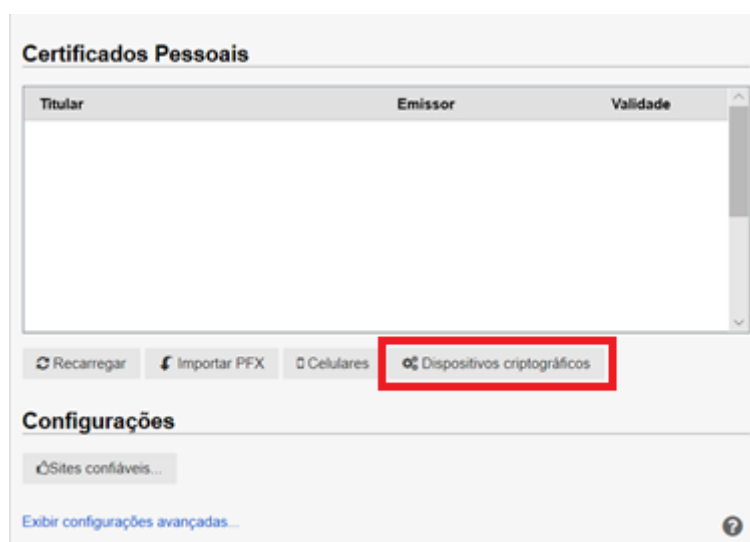 Certificados Pessoais
Titular Emissor Validade
Recarregar Importar PFX Celulares Dispositivos criptográficos
Configurações
Sites confiáveis...
Exibir configurações avançadas...
?